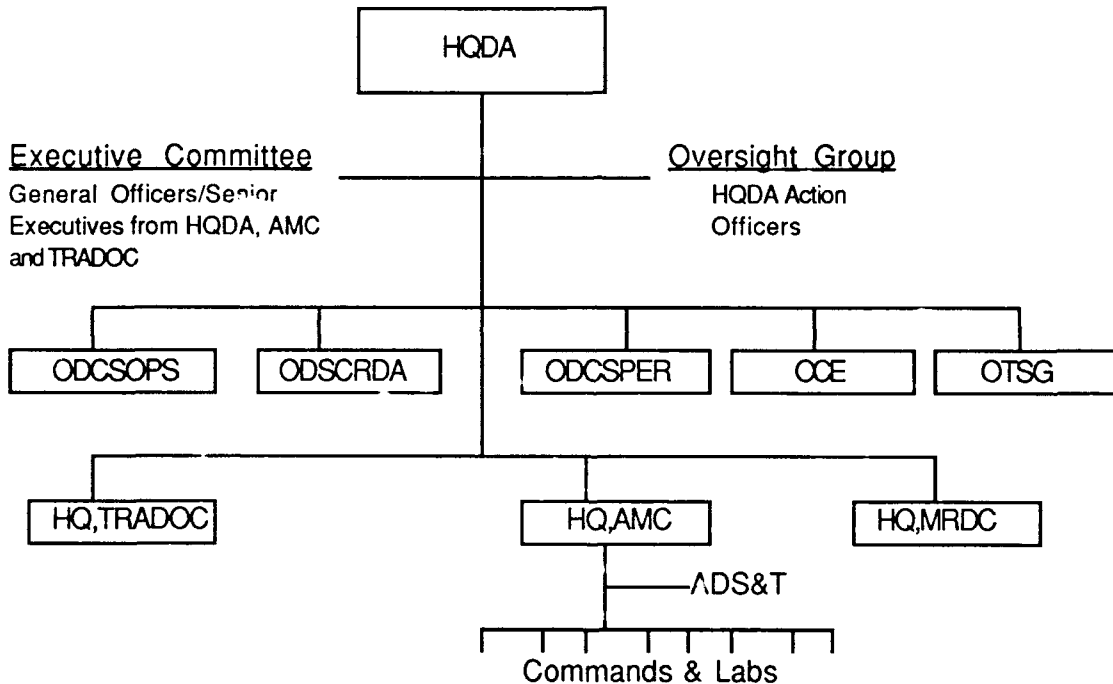 HQDA
Executive Committee
General Officers/Senior
Executives from HQDA, AMC
and TRADOC
Oversight Group
HQDA Action
Officers
ODCSOPS
ODSCRDA
ODCSPER
OCE
OTSG
HQ,TRADOC
HQ,AMC
HQ,MRDC
ADS&T
Commands & Labs